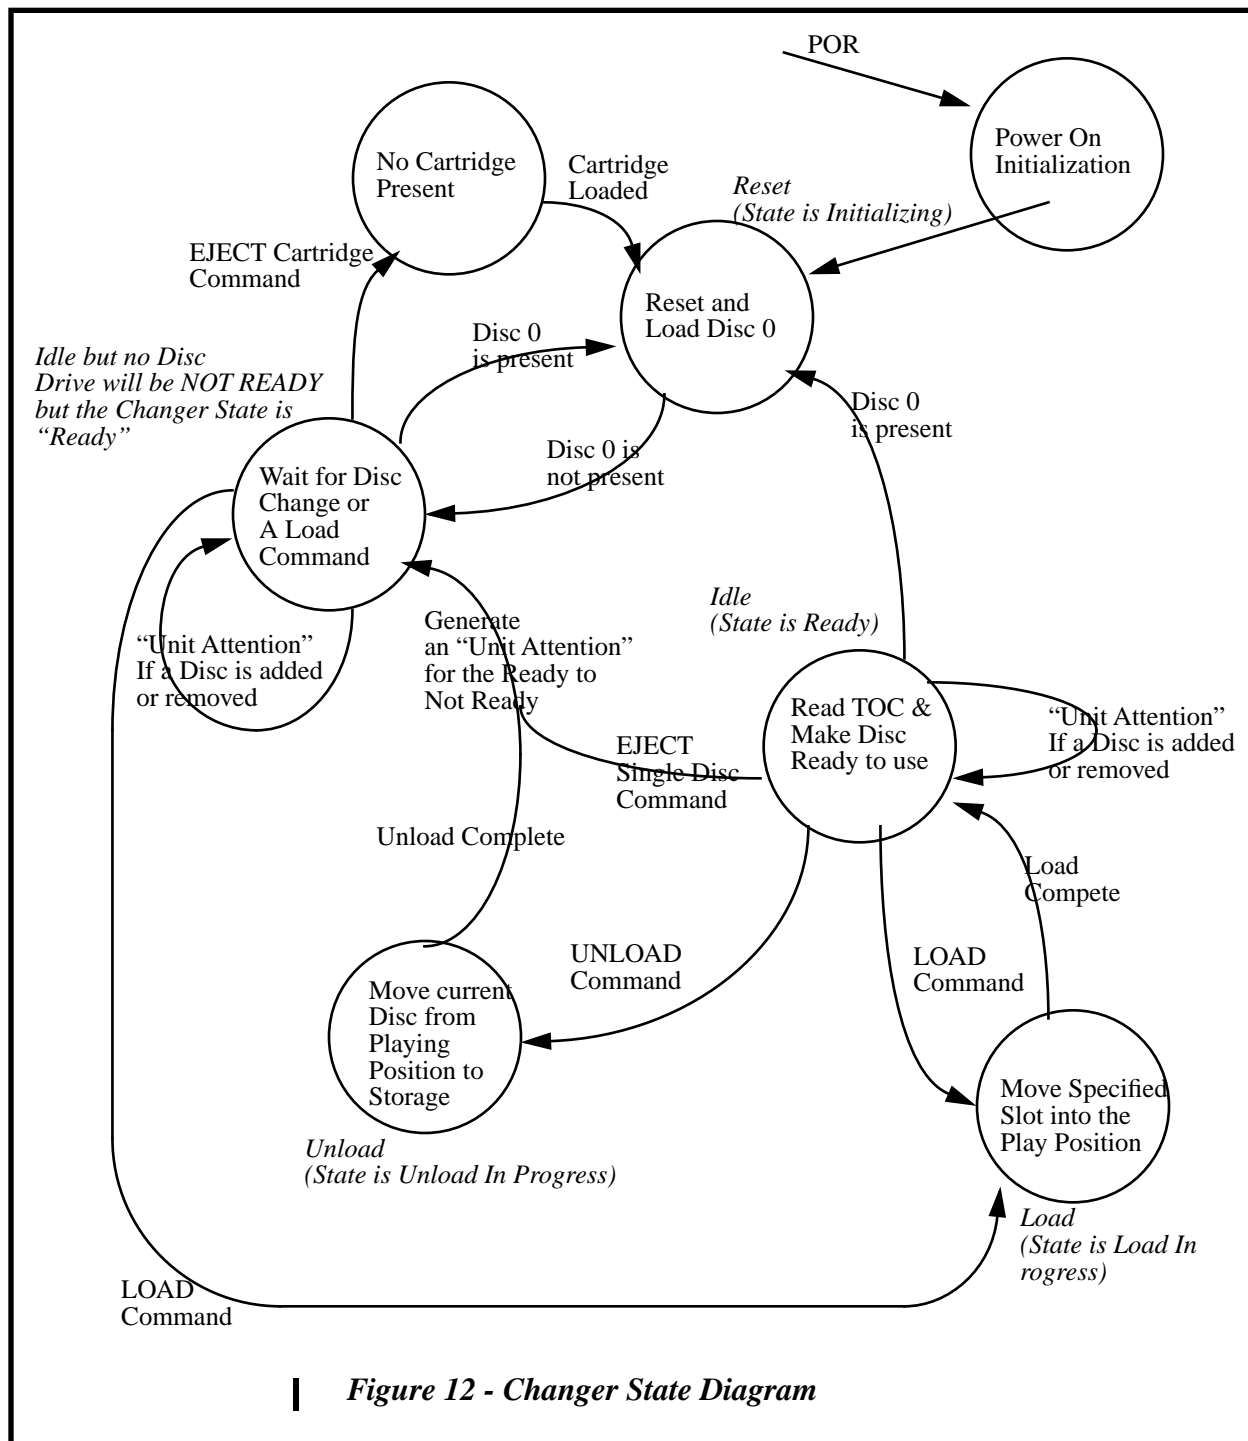 POR
Power On
Initialization
No Cartridge
Present
Cartridge
Loaded
Reset
(State is Initializing)
EJECT Cartridge
Command
Reset and
Load Disc 0
Disc 0
is present
Idle but no Disc
Drive will be NOT READY
but the Changer State is
“Ready”
Disc 0
is present
Disc 0 is
not present
Wait for Disc
Change or
A Load
Command
Idle
(State is Ready)
“Unit Attention”
If a Disc is added
or removed
Generate
an “Unit Attention”
for the Ready to
Not Ready
Read TOC &
Make Disc
Ready to use
“Unit Attention”
If a Disc is added
or removed
EJECT
Single Disc
Command
Unload Complete
Load
Compete
UNLOAD
Command
LOAD
Command
Move current
Disc from
Playing
Position to
Storage
Move Specified
Slot into the
Play Position
Unload
(State is Unload In Progress)
Load
(State is Load In
rogress)
LOAD
Command
Figure 12 - Changer State Diagram